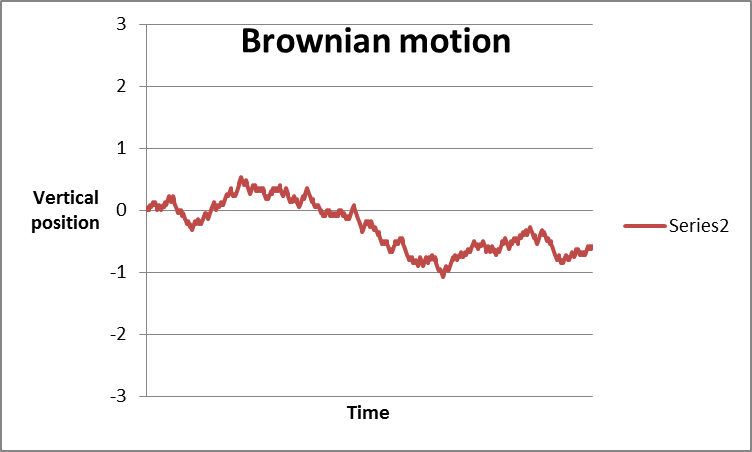 Brownian motion
3
2
1
0
-1
-2
-3
Vertical
position
Time
Series2